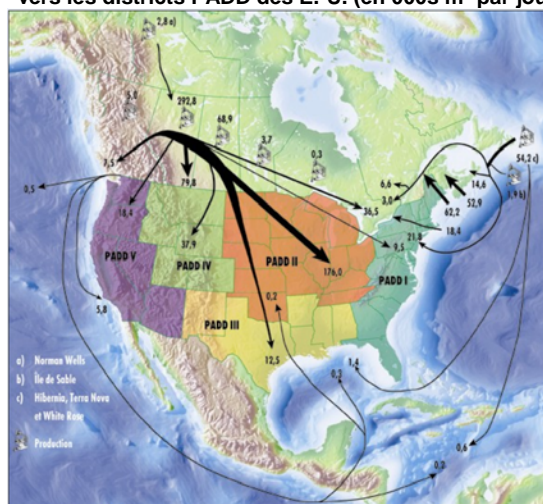 vers les districts PADD des É.-U. (en 000s m³ par jou
2,8 a)
5,0
292,8
68,9
3,7
0,3
54,2 c)
1,9 b)
6,6
14,6
3,0
52,9
7,5
0,5
79,8
36,5
62,2
18,4
18,4
21,8
9,5
37,9
PADD V
PADD IV
PADD II
PADD I
176,0
0,2
PADD III
5,8
12,5
1,4
0,3
0,6
a) Norman Wells
b) Île de Sable
c) Hibernia, Terra Nova
et White Rose
Production